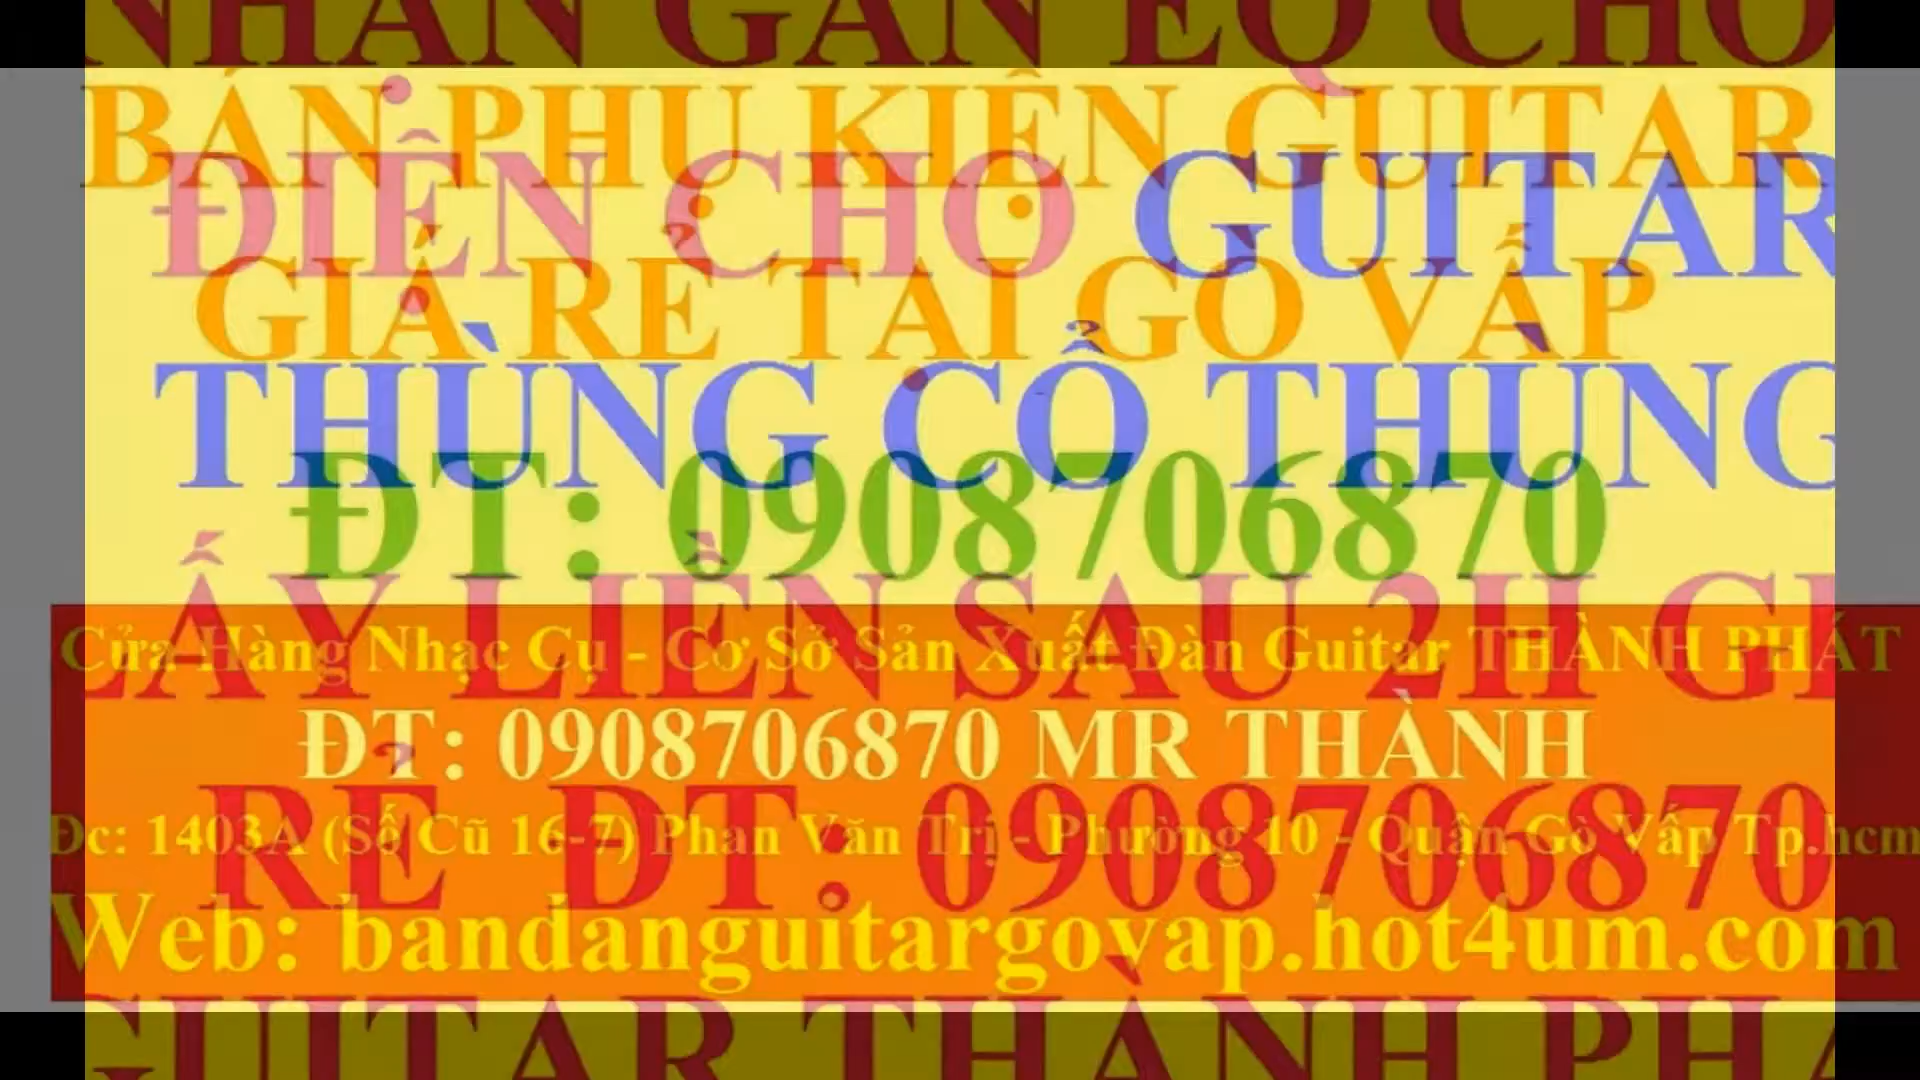 NHẬN GẮN EQ CHO
BÁN PHỤ KIỆN GUITAR
ĐIỆN CHO GUITAR
GIÁ RẺ TẠI GÒ VẤP
THÙNG CỔ THÙNG
ĐT: 0908706870
LẤY LIỀN SAU 2H GI
Cửa Hàng Nhạc Cụ - Cơ Sở Sản Xuất Đàn Guitar THÀNH PHÁT
ĐT: 0908706870 MR THÀNH
RẺ ĐT: 0908706870
Đc: 1403A (Số Cũ 16-7) Phan Văn Trị - Phường 10 - Quận Gò Vấp Tp.hcm
Web: bandanguitargovap.hot4um.com
GUITAR THÀNH PHÁ